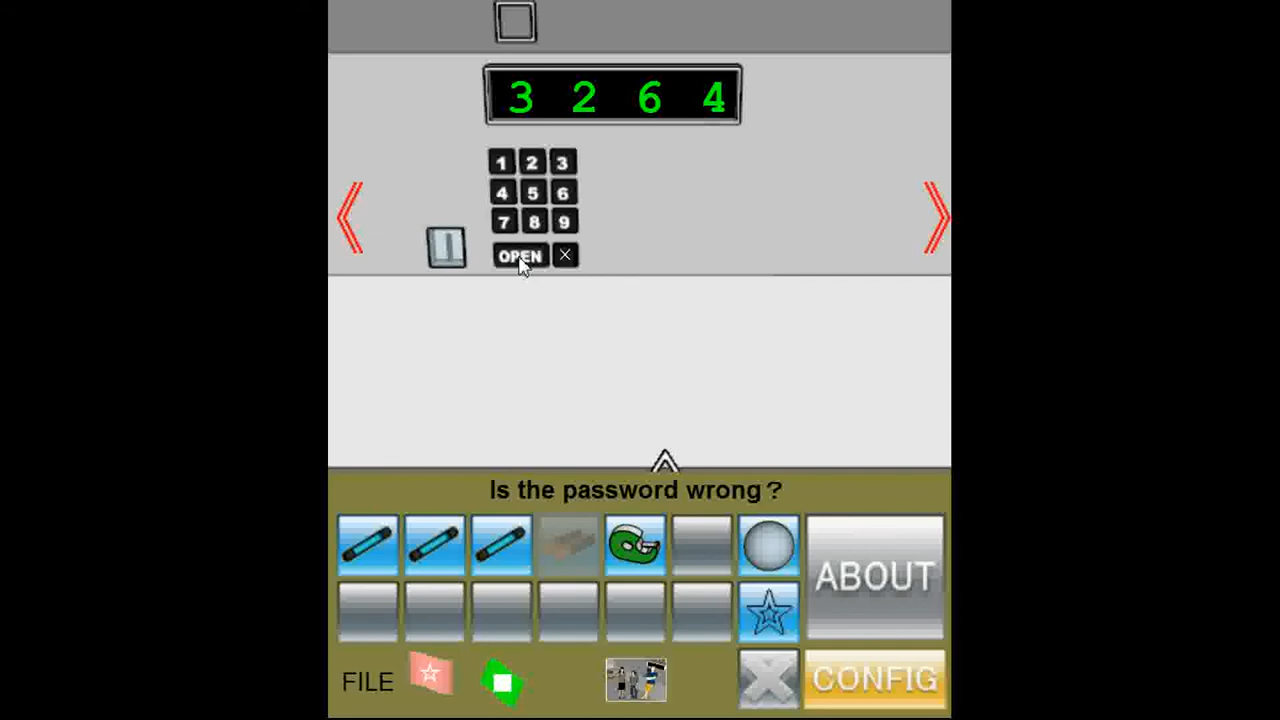 3 2 6 4
1 2 3
4 5 6
7 8 9
OPEN ×
Is the password wrong？
ABOUT
FILE
CONFIG